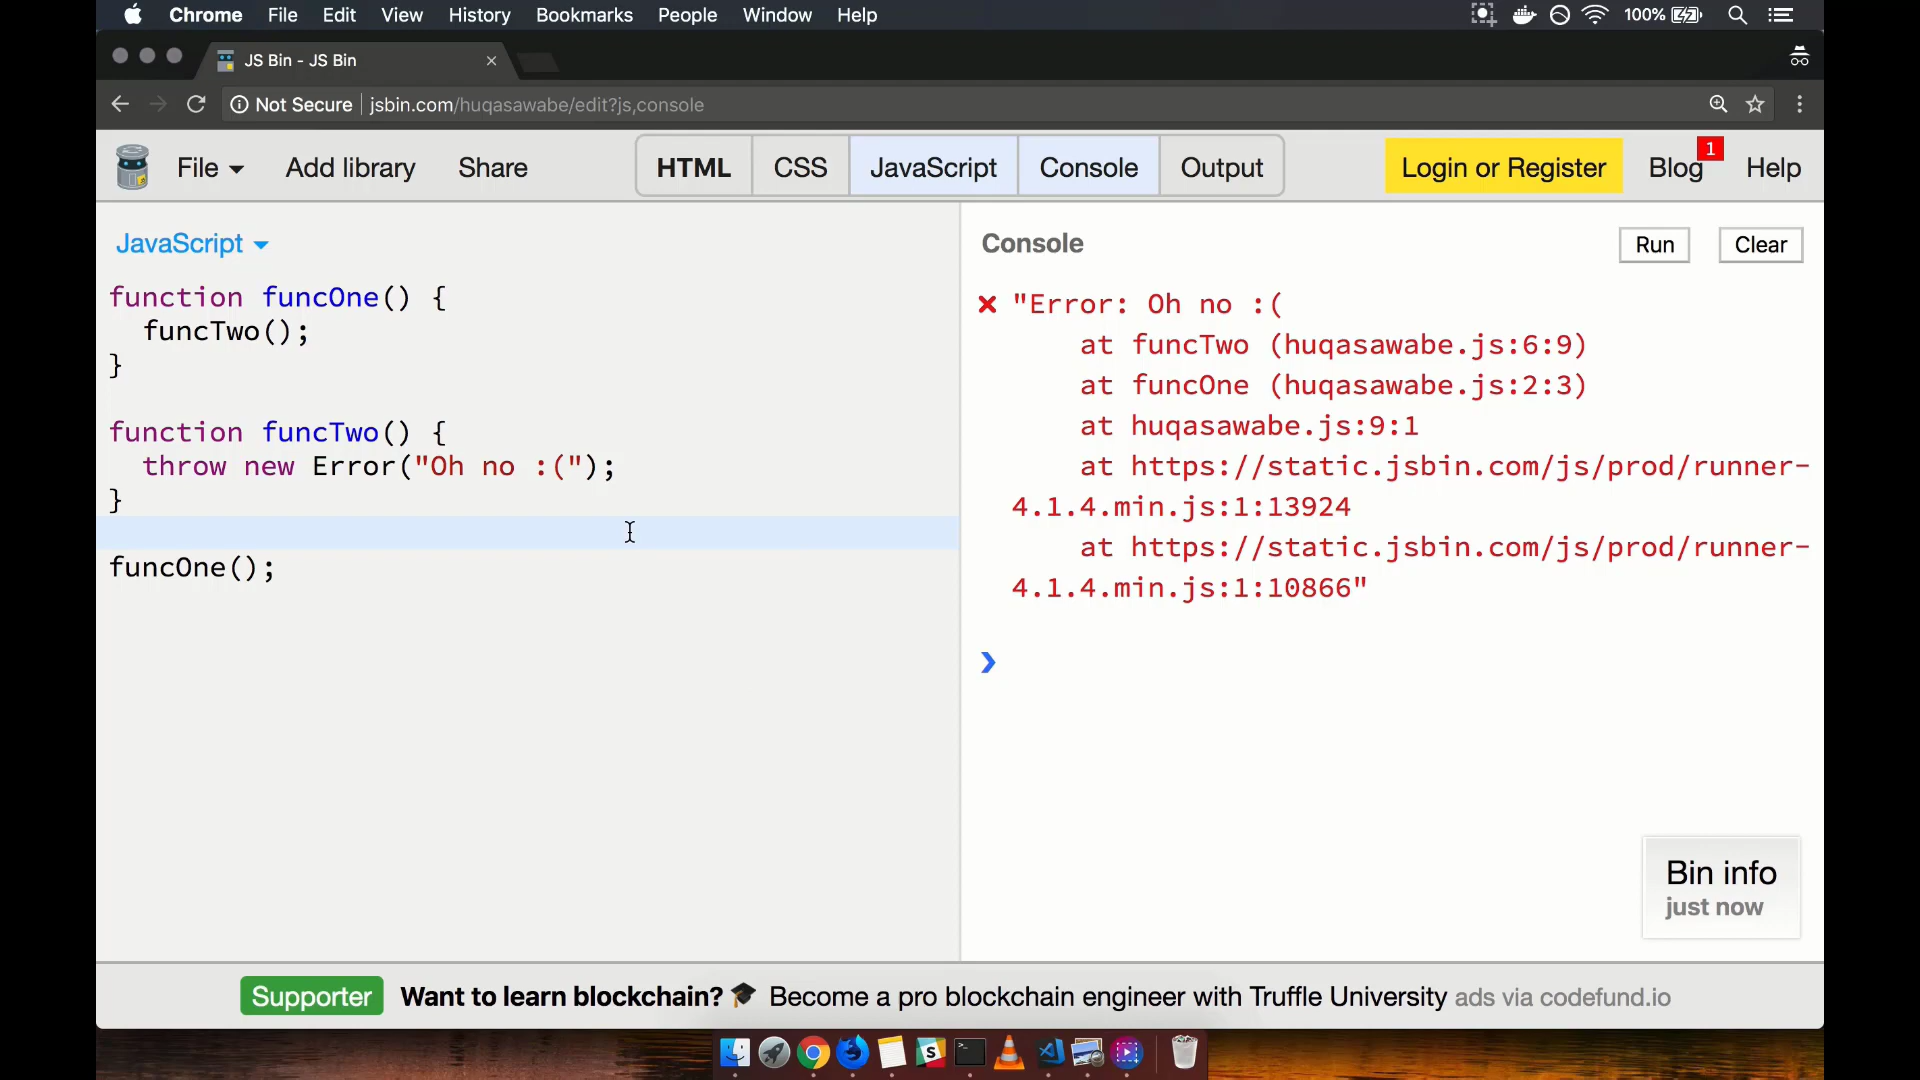 Chrome File Edit View History Bookmarks People Window Help 100%
JS Bin - JS Bin
Not Secure jsbin.com/huqasawabe/edit?js,console
File Add library Share HTML CSS JavaScript Console Output Login or Register Blog 1 Help
JavaScript
function funcOne() {
  funcTwo();
}
function funcTwo() {
  throw new Error("Oh no :(");
}
funcOne();
Console Run Clear
"Error: Oh no :(
    at funcTwo (huqasawabe.js:6:9)
    at funcOne (huqasawabe.js:2:3)
    at huqasawabe.js:9:1
    at https://static.jsbin.com/js/prod/runner-
4.1.4.min.js:1:13924
    at https://static.jsbin.com/js/prod/runner-
4.1.4.min.js:1:10866"
Bin info
just now
Supporter Want to learn blockchain? 🎓 Become a pro blockchain engineer with Truffle University ads via codefund.io